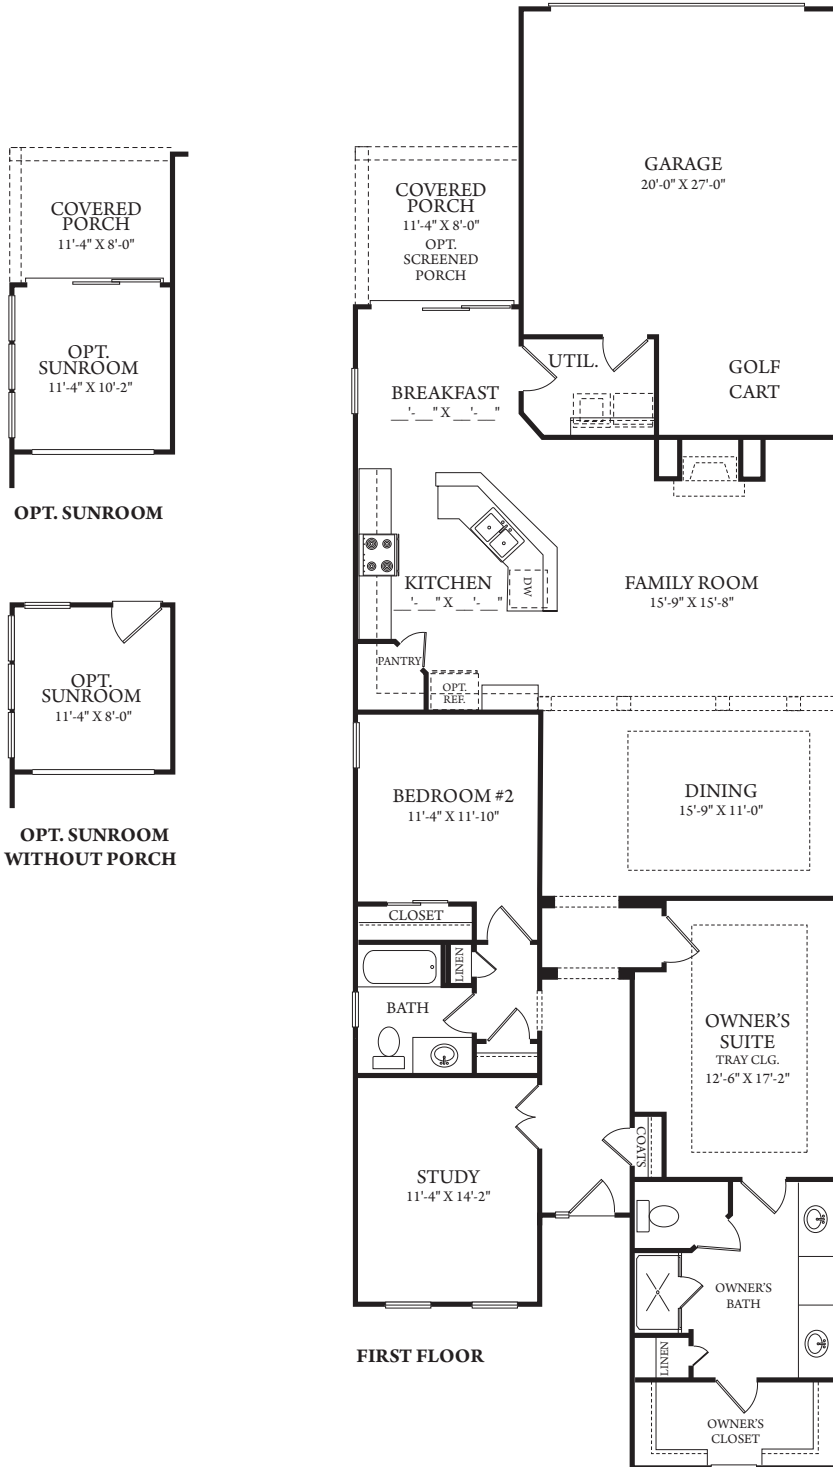 COVERED
PORCH
11'-4" X 8'-0"
OPT.
SUNROOM
11'-4" X 10'-2"
OPT. SUNROOM
OPT.
SUNROOM
11'-4" X 8'-0"
OPT. SUNROOM
WITHOUT PORCH
GARAGE
20'-0" X 27'-0"
COVERED
PORCH
11'-4" X 8'-0"
OPT.
SCREENED
PORCH
UTIL.
GOLF
CART
BREAKFAST
__'-__" X __'-__"
KITCHEN
__'-__" X __'-__"
DW
FAMILY ROOM
15'-9" X 15'-8"
PANTRY
OPT.
REF.
BEDROOM #2
11'-4" X 11'-10"
DINING
15'-9" X 11'-0"
CLOSET
LINEN
BATH
OWNER'S
SUITE
TRAY CLG.
12'-6" X 17'-2"
COATS
STUDY
11'-4" X 14'-2"
OWNER'S
BATH
LINEN
OWNER'S
CLOSET
FIRST FLOOR